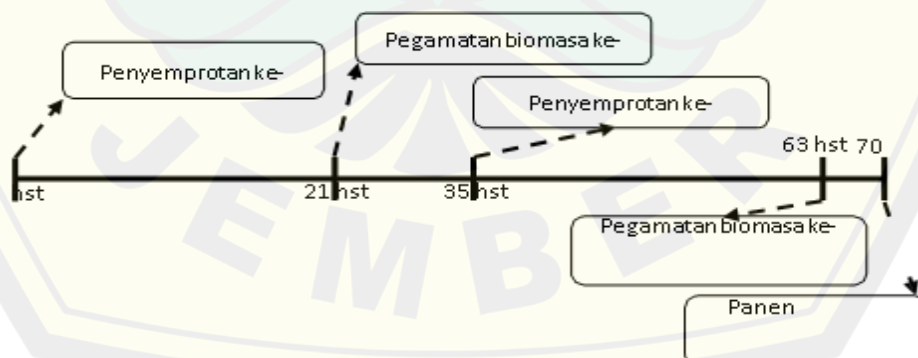 Pegamatan biomasa ke-
Penyemprotan ke-
Penyemprotan ke-
63 hst 70
hst 21 hst 35 hst
Pegamatan biomasa ke-
Panen
JEMBER